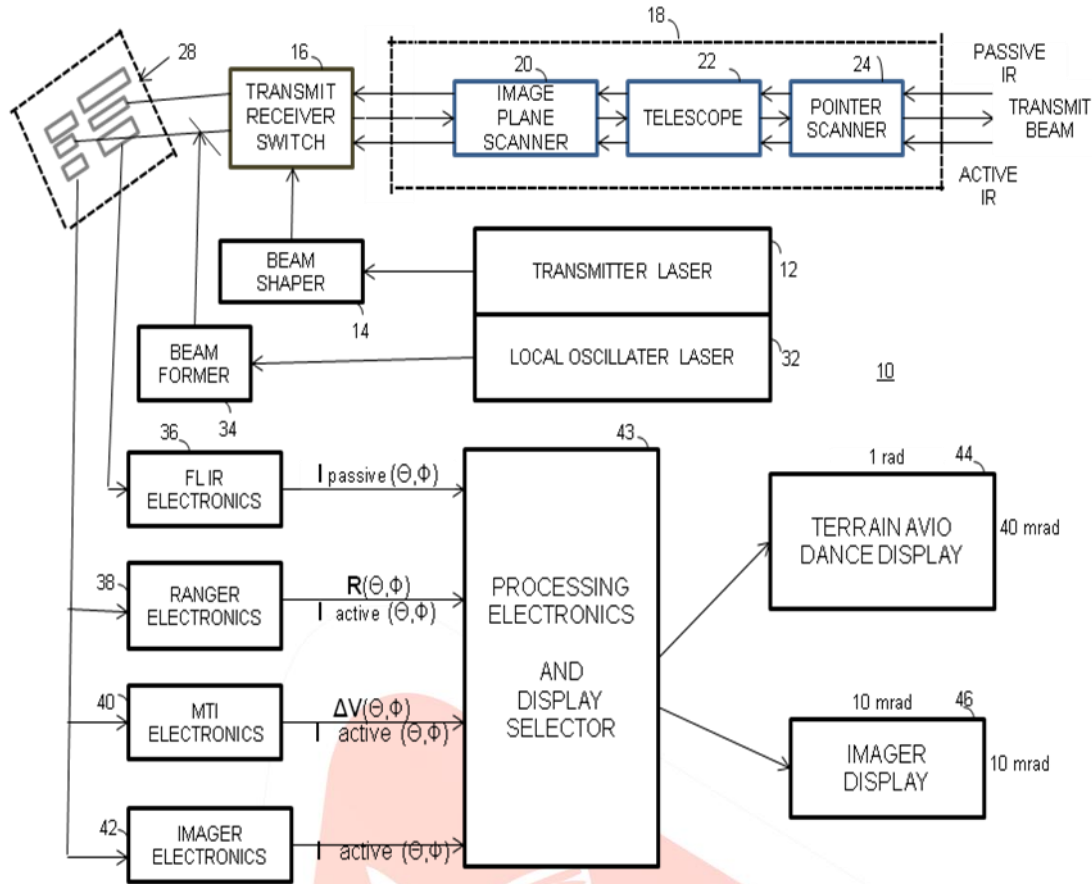 18
28
16
TRANSMIT
RECEIVER
SWITCH
20
IMAGE
PLANE
SCANNER
22
TELESCOPE
24
POINTER
SCANNER
PASSIVE
IR
TRANSMIT
BEAM
ACTIVE
IR
BEAM
SHAPER
14
TRANSMITTER LASER
12
BEAM
FORMER
34
LOCAL OSCILLATER LASER
32
10
36
FLIR
ELECTRONICS
I passive (Θ,Φ)
38
RANGER
ELECTRONICS
R(Θ,Φ)
I active (Θ,Φ)
40
MTI
ELECTRONICS
ΔV(Θ,Φ)
I active (Θ,Φ)
42
IMAGER
ELECTRONICS
I active (Θ,Φ)
43
PROCESSING
ELECTRONICS
AND
DISPLAY
SELECTOR
1 rad
44
TERRAIN AVIO
DANCE DISPLAY
40 mrad
10 mrad
46
IMAGER
DISPLAY
10 mrad